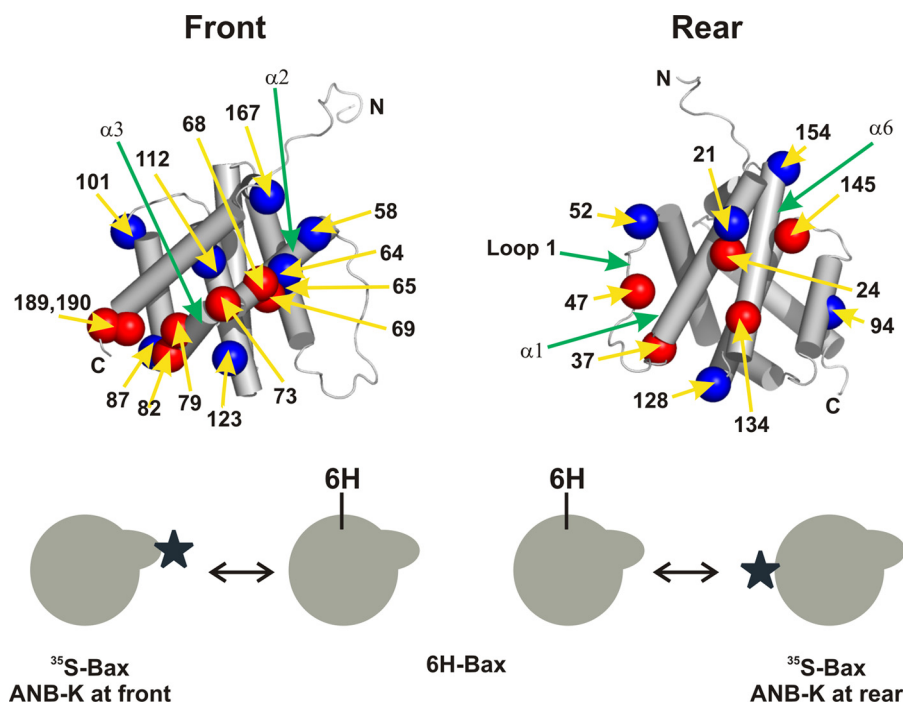 Front
Rear
α2
N
α3
68
167
112
101
58
64
65
69
189,190
C
87
82
79
123
73
N
154
α6
21
145
52
Loop 1
47
24
94
α1
37
C
128
134
6H
6H
35S-Bax
ANB-K at front
6H-Bax
35S-Bax
ANB-K at rear